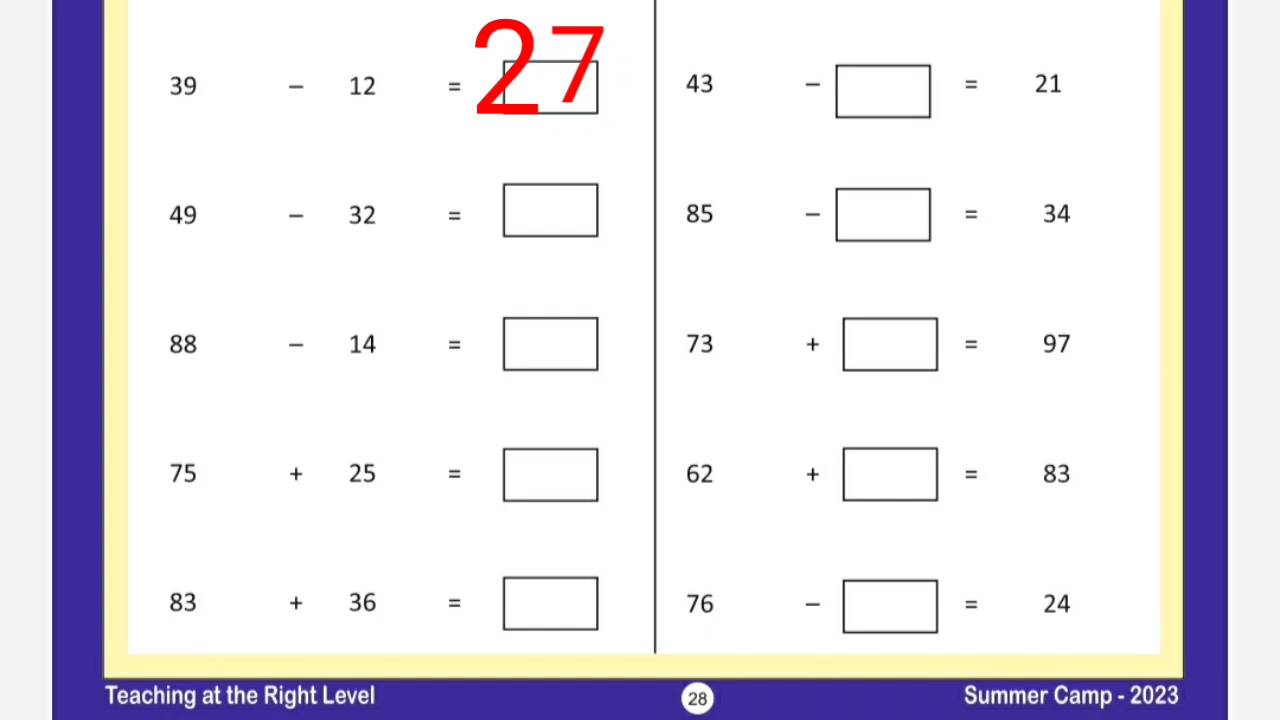 39 – 12 = 27
49 – 32 =
88 – 14 =
75 + 25 =
83 + 36 =
43 – = 21
85 – = 34
73 + = 97
62 + = 83
76 – = 24
Teaching at the Right Level
28
Summer Camp - 2023